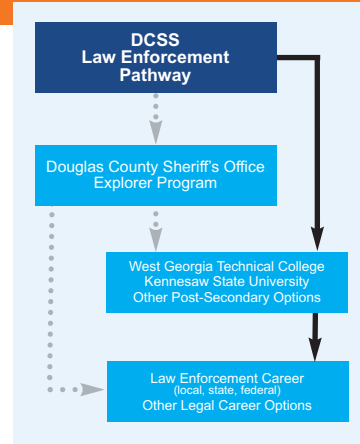 DCSS
Law Enforcement
Pathway
Douglas County Sheriff's Office
Explorer Program
West Georgia Technical College
Kennesaw State University
Other Post-Secondary Options
Law Enforcement Career
(local, state, federal)
Other Legal Career Options